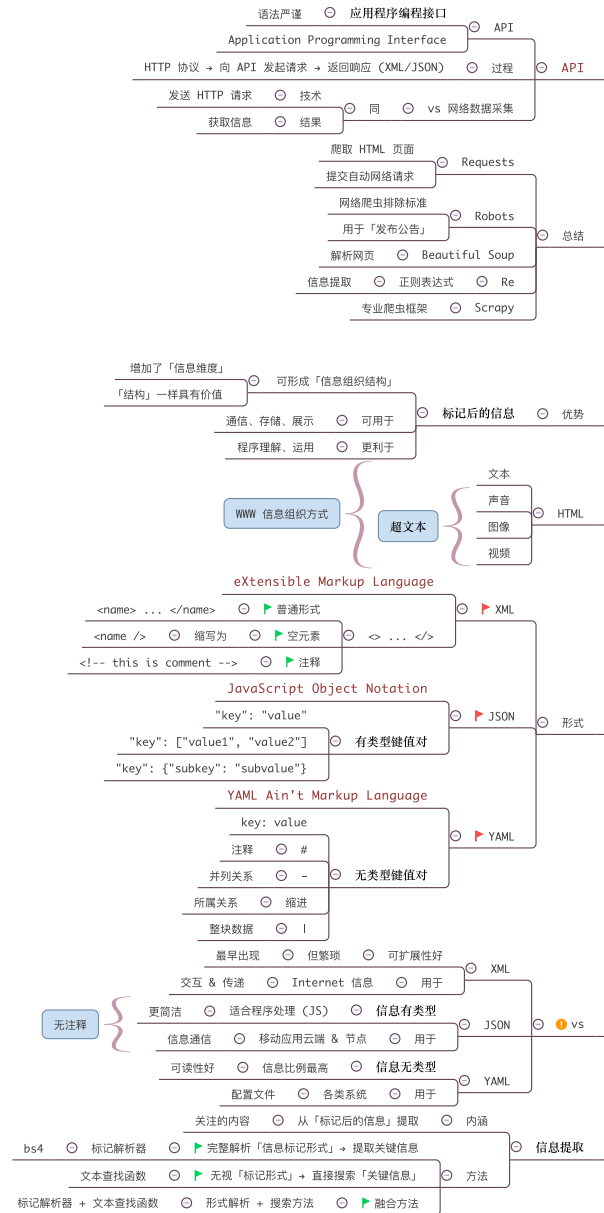 语法严谨 应用程序编程接口
API
Application Programming Interface
HTTP 协议 → 向 API 发起请求 → 返回响应 (XML/JSON) 过程 API
发送 HTTP 请求 技术
同 vs 网络数据采集
获取信息 结果
爬取 HTML 页面
Requests
提交自动网络请求
网络爬虫排除标准
Robots
用于「发布公告」
总结
解析网页 Beautiful Soup
信息提取 正则表达式 Re
专业爬虫框架 Scrapy
增加了「信息维度」
可形成「信息组织结构」
「结构」一样具有价值
标记后的信息 优势
通信、存储、展示 可用于
程序理解、运用 更利于
文本
声音
WWW 信息组织方式 超文本 HTML
图像
视频
eXtensible Markup Language
<name> ... </name> 普通形式 XML
<name /> 缩写为 空元素 <> ... </>
<!-- this is comment --> 注释
JavaScript Object Notation
"key": "value" JSON
形式
"key": ["value1", "value2"] 有类型键值对
"key": {"subkey": "subvalue"}
YAML Ain't Markup Language
key: value
YAML
注释 #
并列关系 - 无类型键值对
所属关系 缩进
整块数据 |
最早出现 但繁琐 可扩展性好
XML
交互 & 传递 Internet 信息 用于
更简洁 适合程序处理 (JS) 信息有类型
无注释 JSON vs
信息通信 移动应用云端 & 节点 用于
可读性好 信息比例最高 信息无类型
YAML
配置文件 各类系统 用于
关注的内容 从「标记后的信息」提取 内涵
信息提取
bs4 标记解析器 完整解析「信息标记形式」→ 提取关键信息
文本查找函数 无视「标记形式」→ 直接搜索「关键信息」 方法
标记解析器 + 文本查找函数 形式解析 + 搜索方法 融合方法